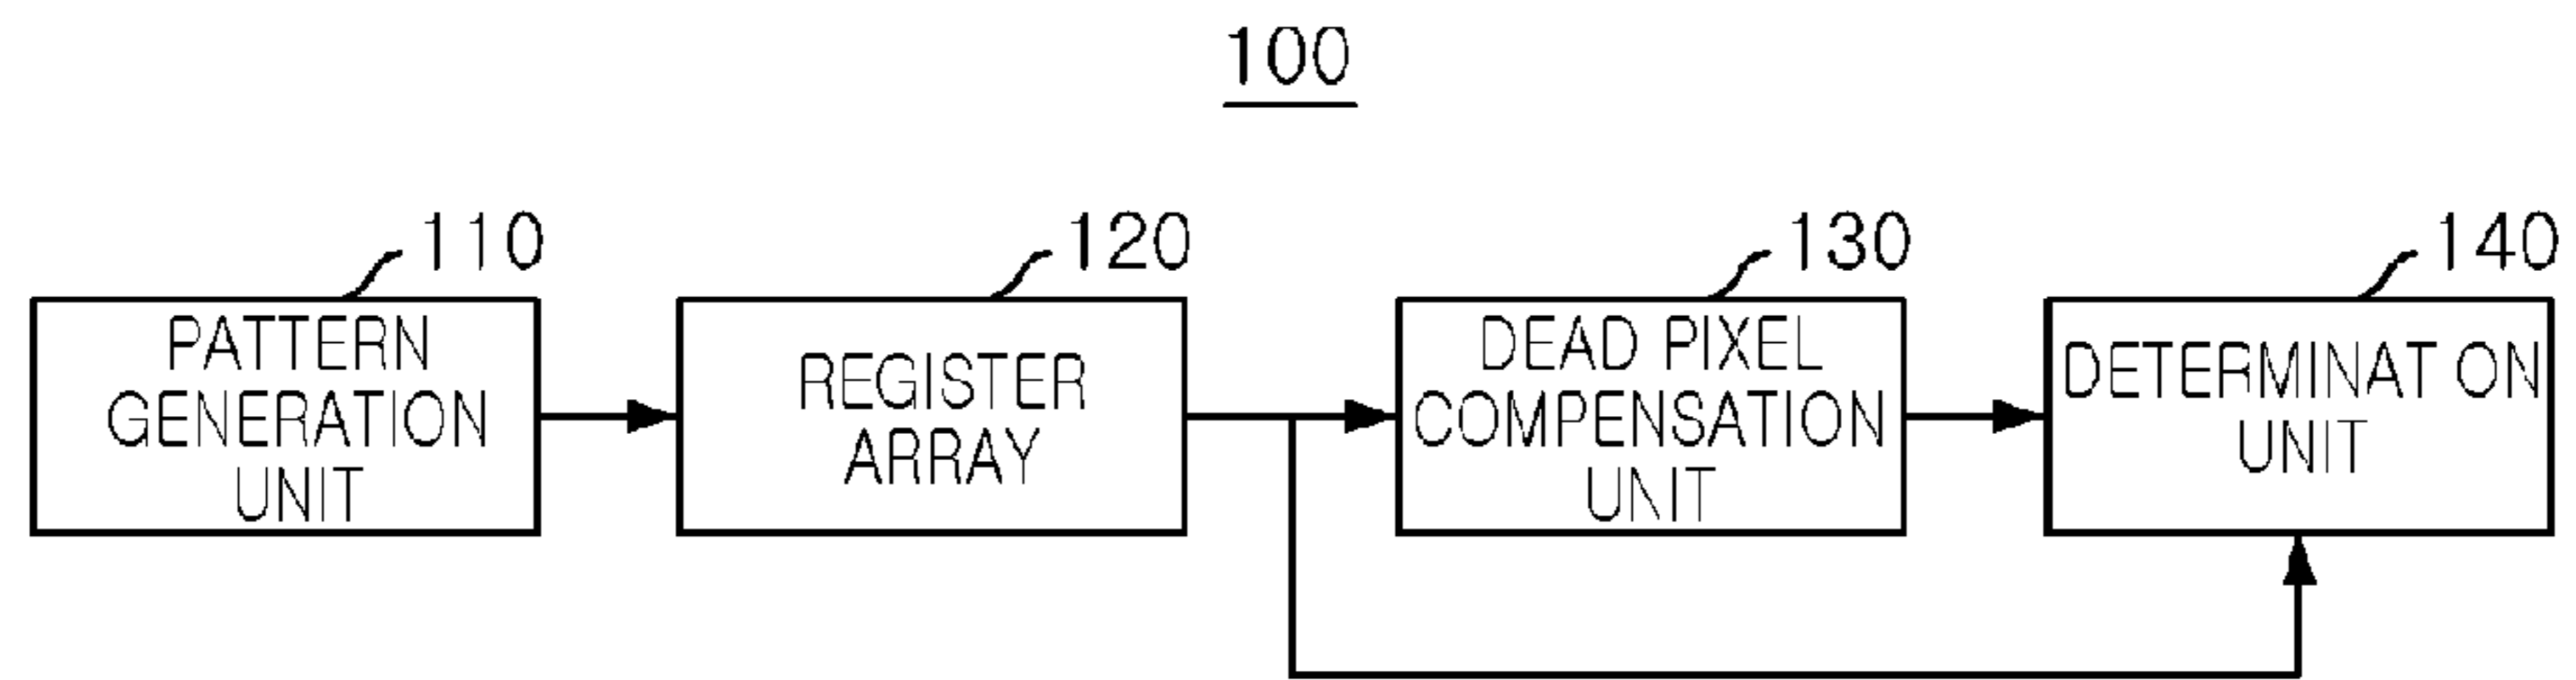 100
110
120
130
140
PATTERN
GENERATION
UNIT
REGISTER
ARRAY
DEAD PIXEL
COMPENSATION
UNIT
DETERMINAT ON
UNIT